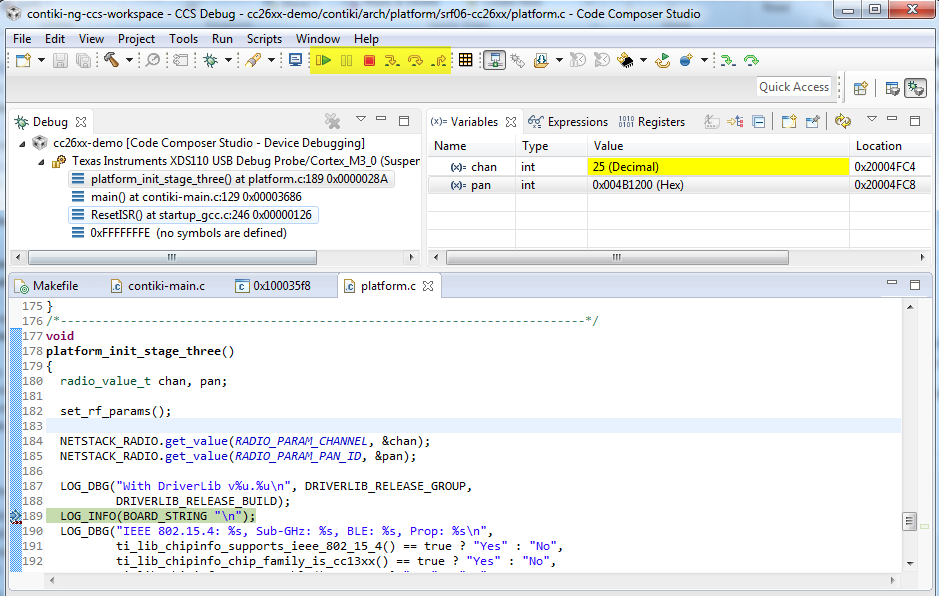 contiki-ng-ccs-workspace - CCS Debug - cc26xx-demo/contiki/arch/platform/srf06-cc26xx/platform.c - Code Composer Studio
File Edit View Project Tools Run Scripts Window Help
Quick Access
Debug
cc26xx-demo [Code Composer Studio - Device Debugging]
Texas Instruments XDS110 USB Debug Probe/Cortex_M3_0 (Suspen
platform_init_stage_three() at platform.c:189 0x0000028A
main() at contiki-main.c:129 0x00003686
ResetISR() at startup_gcc.c:246 0x00000126
0xFFFFFFFE (no symbols are defined)
(x)= Variables Expressions 1010 0101 Registers
Name Type Value Location
(x)= chan int 25 (Decimal) 0x20004FC4
(x)= pan int 0x004B1200 (Hex) 0x20004FC8
Makefile contiki-main.c 0x100035f8 platform.c
175 }
176 /*---------------------------------------------------------------------------*/
177 void
178 platform_init_stage_three()
179 {
180 radio_value_t chan, pan;
181
182 set_rf_params();
183
184 NETSTACK_RADIO.get_value(RADIO_PARAM_CHANNEL, &chan);
185 NETSTACK_RADIO.get_value(RADIO_PARAM_PAN_ID, &pan);
186
187 LOG_DBG("With DriverLib v%u.%u\n", DRIVERLIB_RELEASE_GROUP,
188 DRIVERLIB_RELEASE_BUILD);
189 LOG_INFO(BOARD_STRING "\n");
190 LOG_DBG("IEEE 802.15.4: %s, Sub-GHz: %s, BLE: %s, Prop: %s\n",
191 ti_lib_chipinfo_supports_ieee_802_15_4() == true ? "Yes" : "No",
192 ti_lib_chipinfo_chip_family_is_cc13xx() == true ? "Yes" : "No",